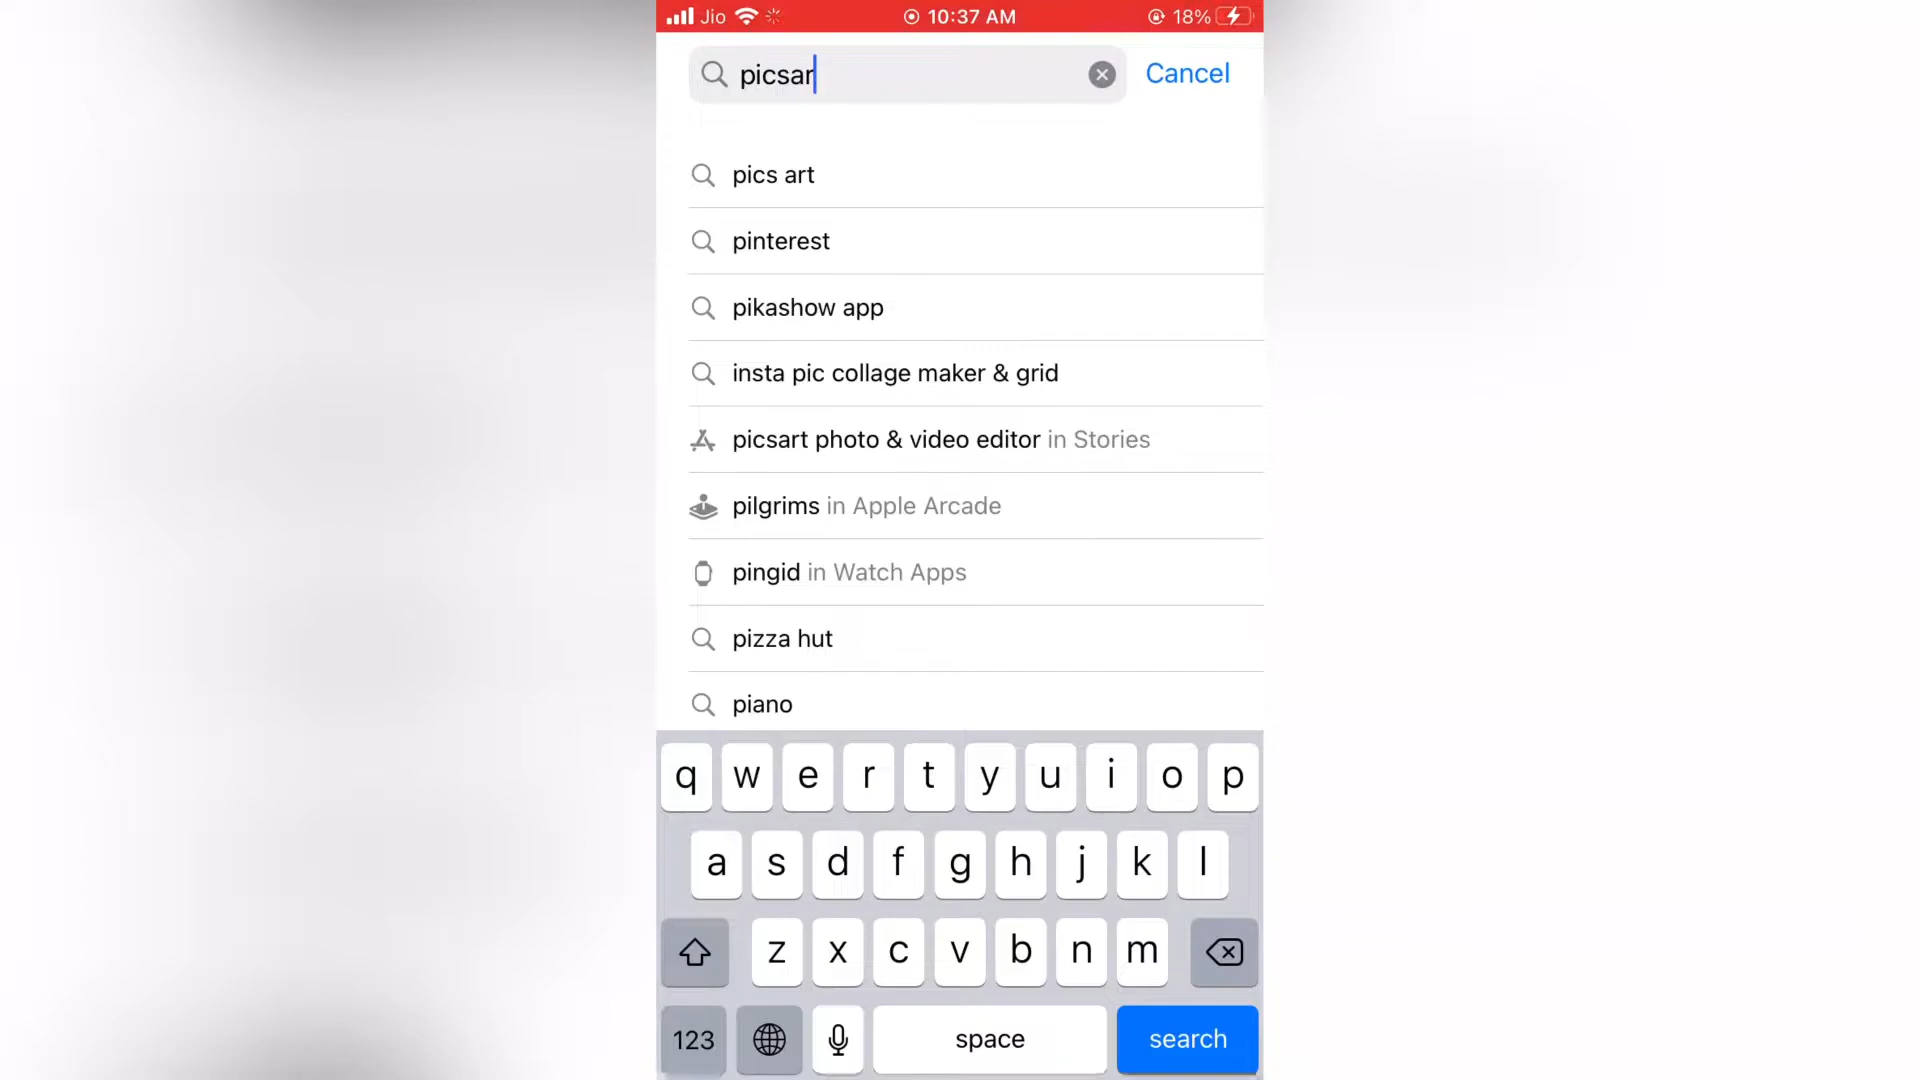 Jio 10:37 AM 18%
picsar Cancel
pics art
pinterest
pikashow app
insta pic collage maker & grid
picsart photo & video editor in Stories
pilgrims in Apple Arcade
pingid in Watch Apps
pizza hut
piano
q w e r t y u i o p
a s d f g h j k l
z x c v b n m
123 space search